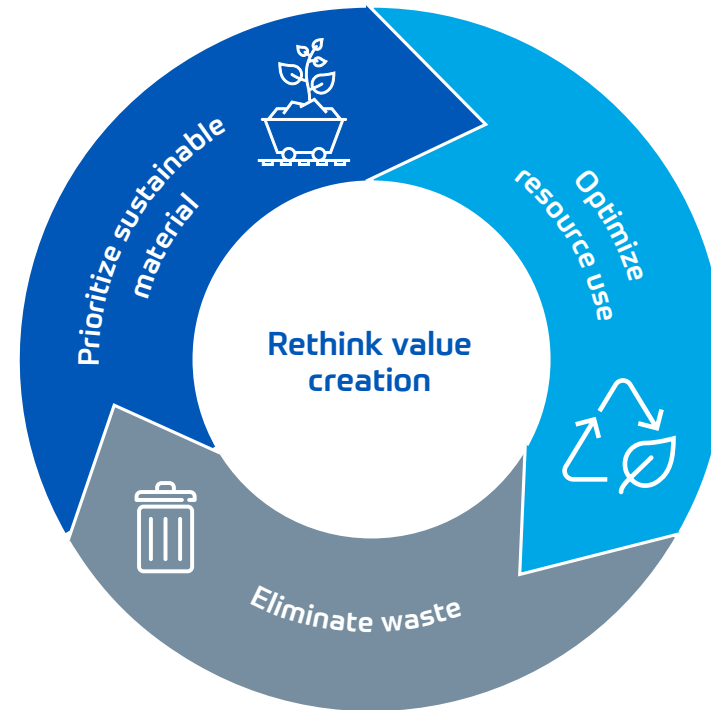 Prioritize sustainable
material
Optimize
resource use
Rethink value
creation
Eliminate waste